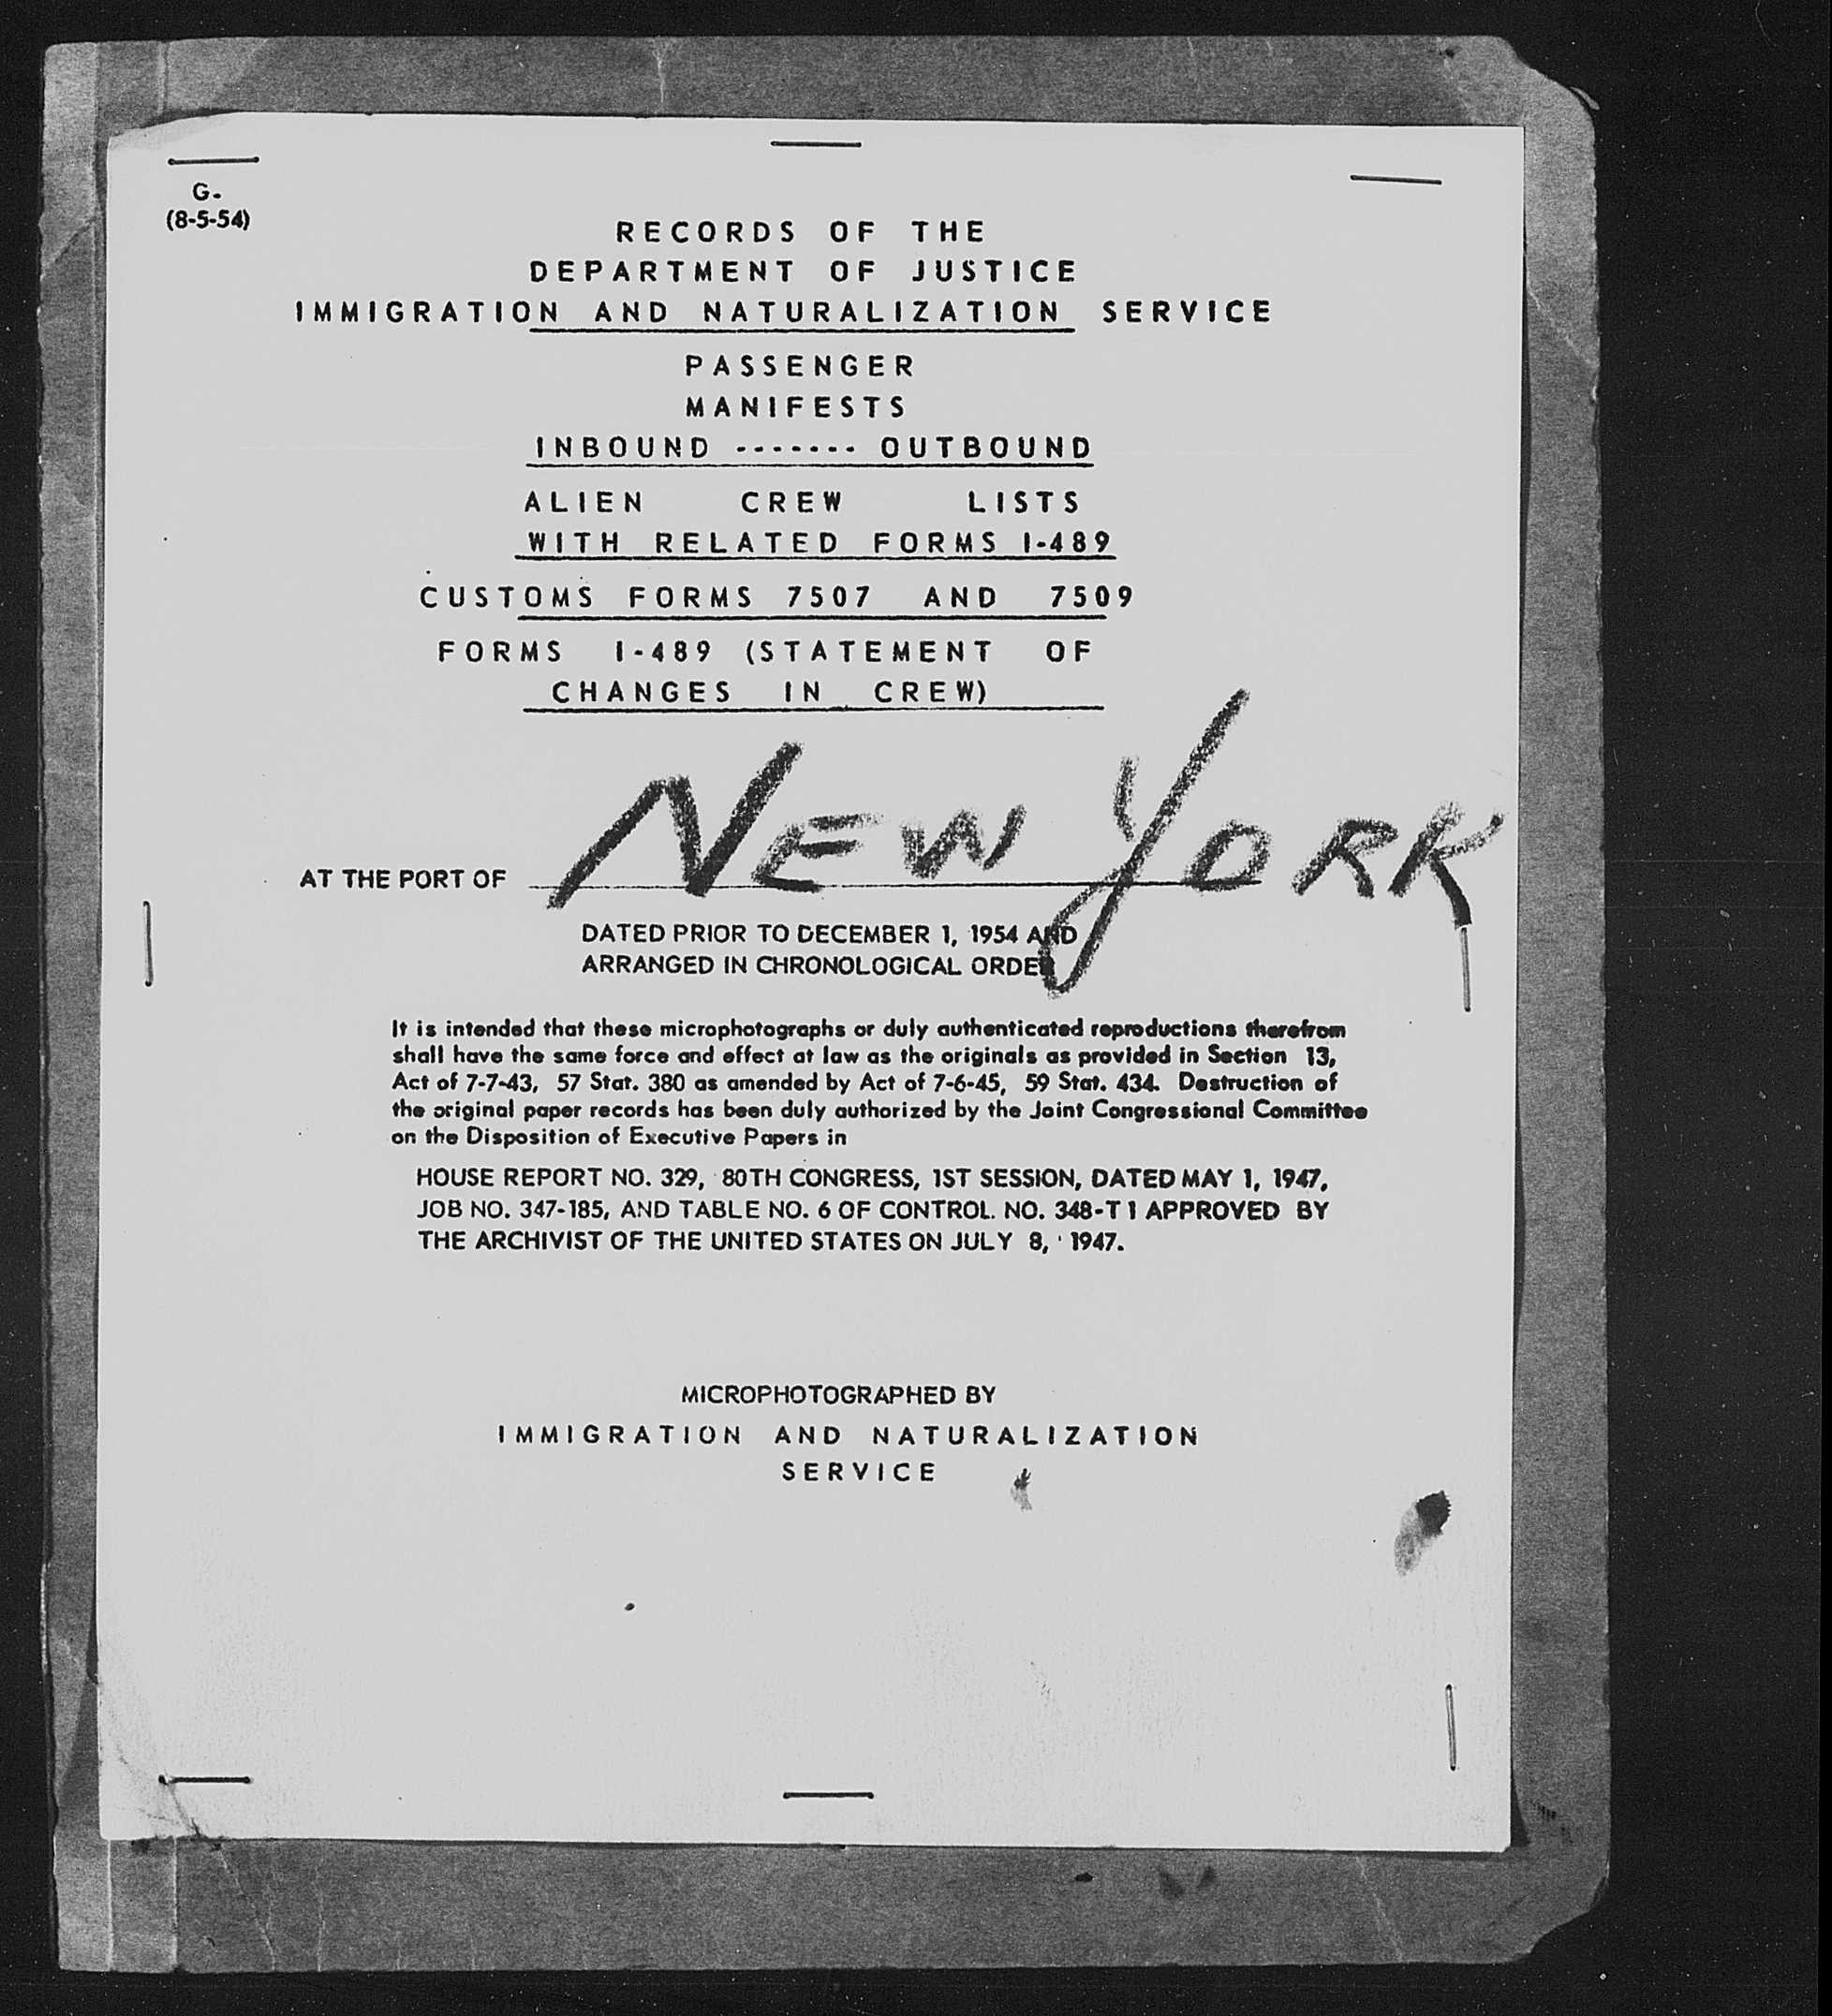 G-
(8-5-54)
RECORDS OF THE
DEPARTMENT OF JUSTICE
IMMIGRATION AND NATURALIZATION SERVICE
PASSENGER
MANIFESTS
INBOUND ------- OUTBOUND
ALIEN CREW LISTS
WITH RELATED FORMS I-489
CUSTOMS FORMS 7507 AND 7509
FORMS I-489 (STATEMENT OF
CHANGES IN CREW)
AT THE PORT OF NEW YORK
DATED PRIOR TO DECEMBER 1, 1954 AND
ARRANGED IN CHRONOLOGICAL ORDER
It is intended that these microphotographs or duly authenticated reproductions therefrom
shall have the same force and effect at law as the originals as provided in Section 13,
Act of 7-7-43, 57 Stat. 380 as amended by Act of 7-6-45, 59 Stat. 434. Destruction of
the original paper records has been duly authorized by the Joint Congressional Committee
on the Disposition of Executive Papers in
HOUSE REPORT NO. 329, 80TH CONGRESS, 1ST SESSION, DATED MAY 1, 1947,
JOB NO. 347-185, AND TABLE NO. 6 OF CONTROL. NO. 348-T1 APPROVED BY
THE ARCHIVIST OF THE UNITED STATES ON JULY 8, 1947.
MICROPHOTOGRAPHED BY
IMMIGRATION AND NATURALIZATION
SERVICE